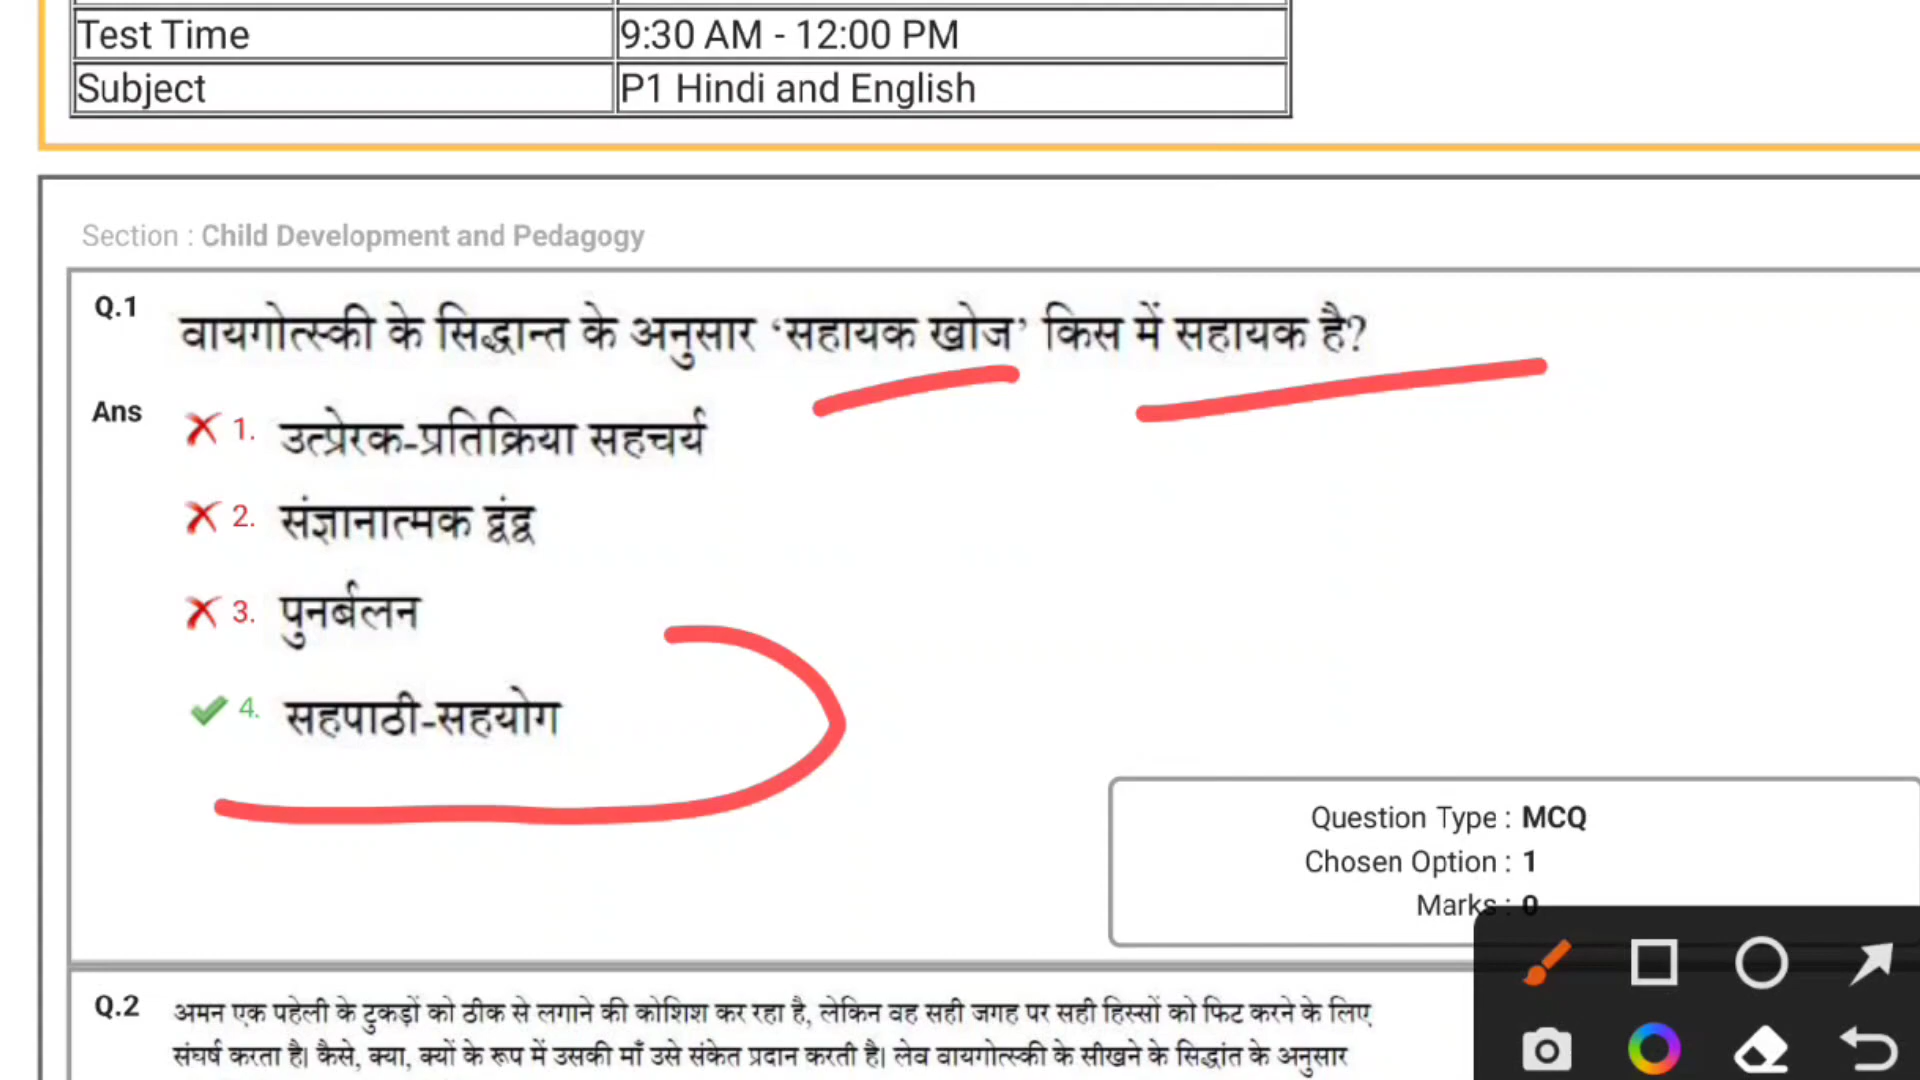 Test Time 9:30 AM - 12:00 PM
Subject P1 Hindi and English
Section : Child Development and Pedagogy
Q.1 वायगोत्स्की के सिद्धान्त के अनुसार ‘सहायक खोज’ किस में सहायक है?
Ans 1. उत्प्रेरक-प्रतिक्रिया सहचर्य
2. संज्ञानात्मक द्वंद्व
3. पुनर्बलन
4. सहपाठी-सहयोग
Question Type : MCQ
Chosen Option : 1
Marks : 0
Q.2 अमन एक पहेली के टुकड़ों को ठीक से लगाने की कोशिश कर रहा है, लेकिन वह सही जगह पर सही हिस्सों को फिट करने के लिए
संघर्ष करता है। कैसे, क्या, क्यों के रूप में उसकी माँ उसे संकेत प्रदान करती है। लेव वायगोत्स्की के सीखने के सिद्धांत के अनुसार